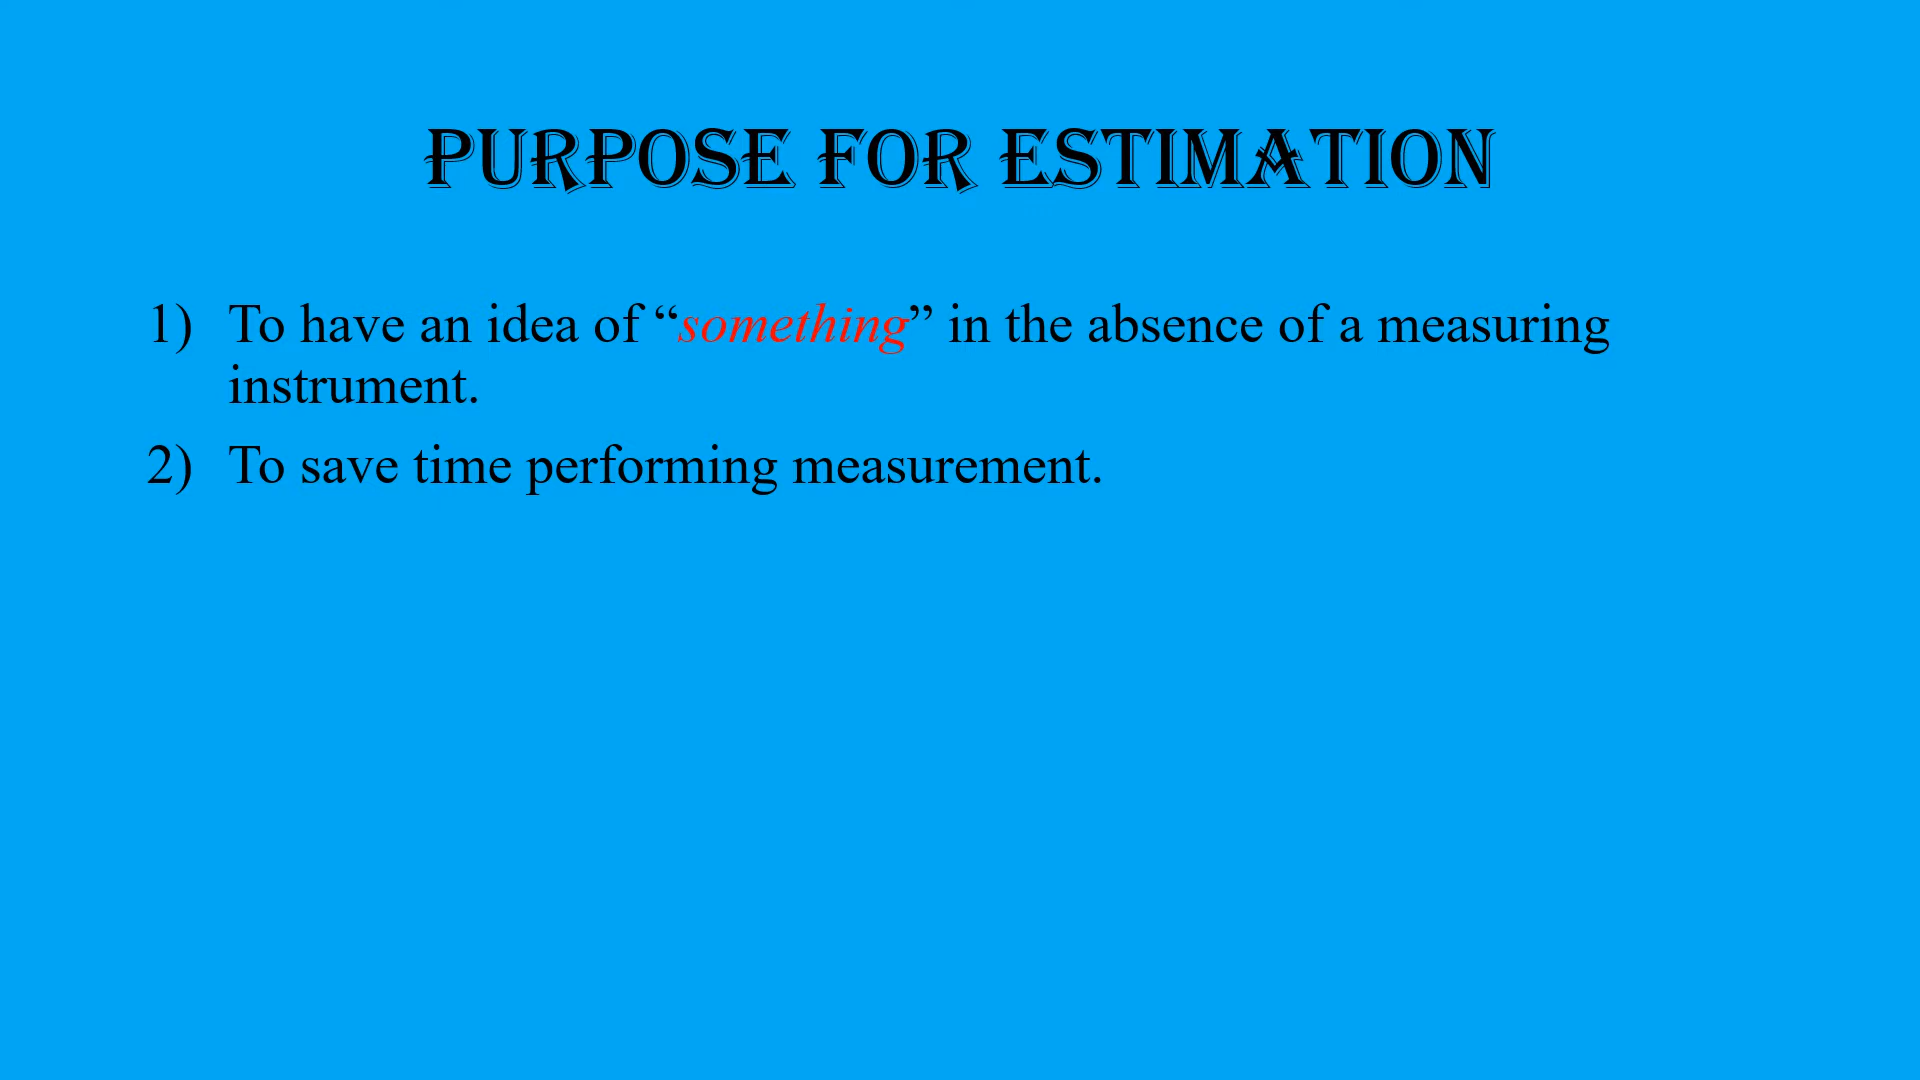 PURPOSE FOR ESTIMATION
1) To have an idea of “something” in the absence of a measuring
instrument.
2) To save time performing measurement.